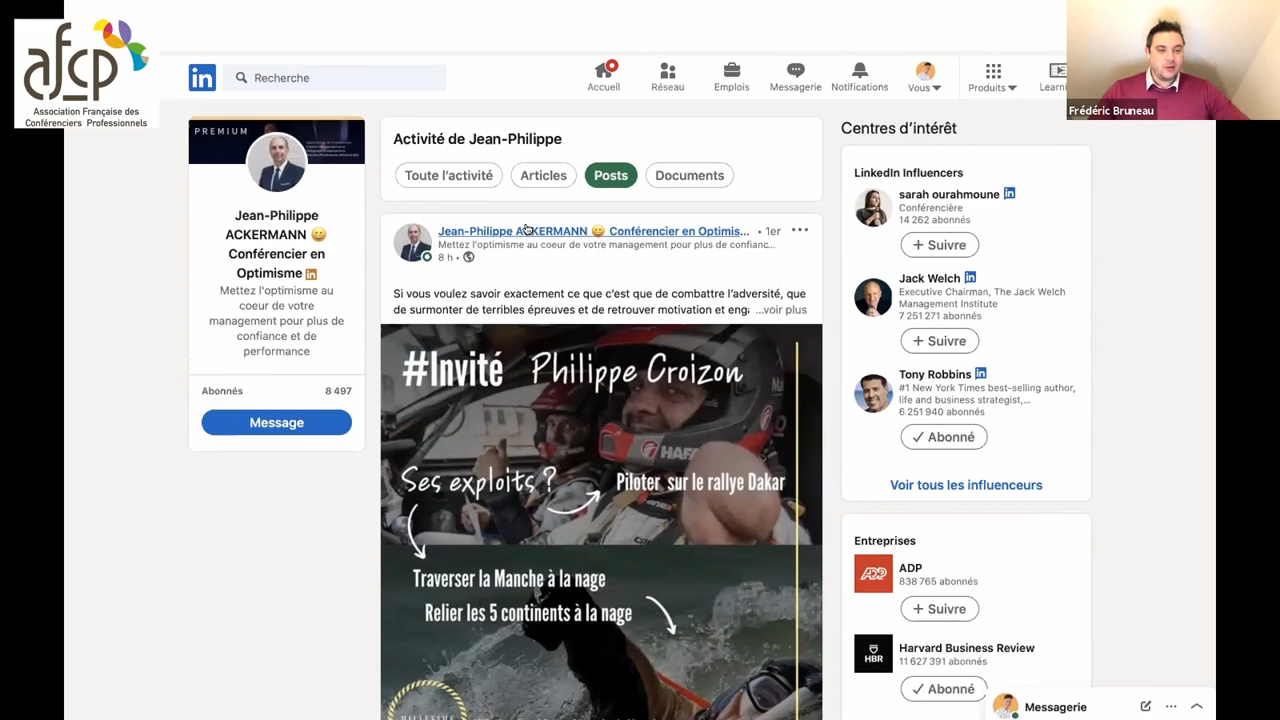 afcp
Association Française des
Conférenciers Professionnels
in
Recherche
Accueil
Réseau
Emplois
Messagerie
Notifications
Vous
Produits
Learni
Frédéric Bruneau
PREMIUM
Jean-Philippe
ACKERMANN 😀
Conférencier en
Optimisme in
Mettez l'optimisme au
coeur de votre
management pour plus de
confiance et de
performance
Abonnés 8 497
Message
Activité de Jean-Philippe
Toute l'activité
Articles
Posts
Documents
Jean-Philippe ACKERMANN 😀 Conférencier en Optimis... • 1er
Mettez l'optimisme au coeur de votre management pour plus de confianc...
8 h •
Si vous voulez savoir exactement ce que c'est que de combattre l'adversité, que
de surmonter de terribles épreuves et de retrouver motivation et eng ...voir plus
#Invité Philippe Croizon
HAFA
Ses exploits ?
Piloter sur le rallye Dakar
Traverser la Manche à la nage
Relier les 5 continents à la nage
Centres d'intérêt
LinkedIn Influencers
sarah ourahmoune in
Conférencière
14 262 abonnés
+ Suivre
Jack Welch in
Executive Chairman, The Jack Welch
Management Institute
7 251 271 abonnés
+ Suivre
Tony Robbins in
#1 New York Times best-selling author,
life and business strategist,...
6 251 940 abonnés
✓ Abonné
Voir tous les influenceurs
Entreprises
ADP
ADP
838 765 abonnés
+ Suivre
HBR
Harvard Business Review
11 627 391 abonnés
✓ Abonné
Messagerie